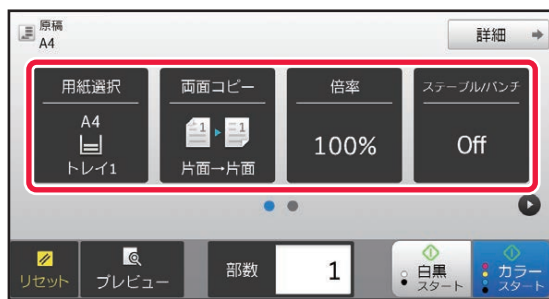 原稿
A4
詳細
用紙選択
両面コピー
倍率
ステープル/パンチ
A4
トレイ1
1
1
片面→片面
100%
Off
リセット
プレビュー
部数
1
白黒
スタート
カラー
スタート